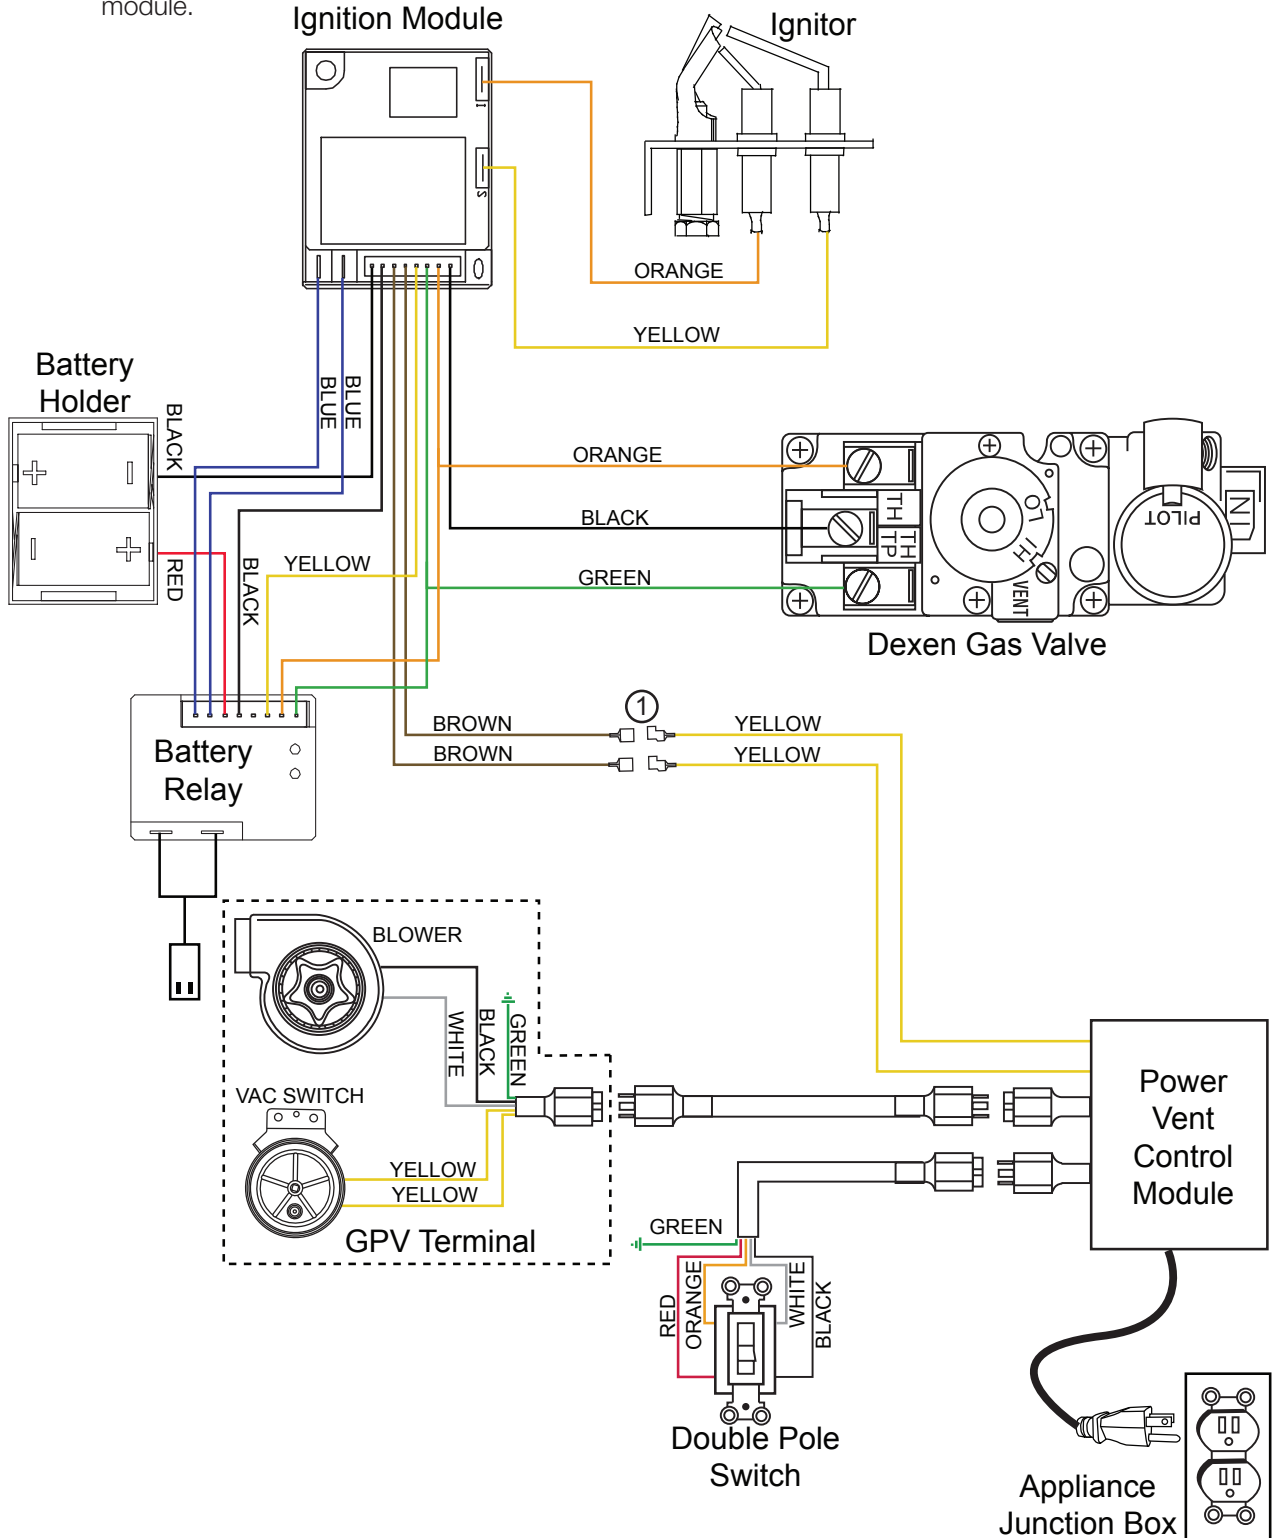 module.
Ignition Module
Ignitor
I
S
ORANGE
YELLOW
Battery
Holder
BLACK
BLUE
BLUE
+
−
−
+
RED
BLACK
YELLOW
ORANGE
BLACK
GREEN
TH
TH
TP
LO
HI
VENT
PILOT
IN
Dexen Gas Valve
1
BROWN
YELLOW
BROWN
YELLOW
Battery
Relay
BLOWER
WHITE
BLACK
GREEN
VAC SWITCH
YELLOW
YELLOW
GPV Terminal
Power
Vent
Control
Module
GREEN
RED
ORANGE
WHITE
BLACK
Double Pole
Switch
Appliance
Junction Box